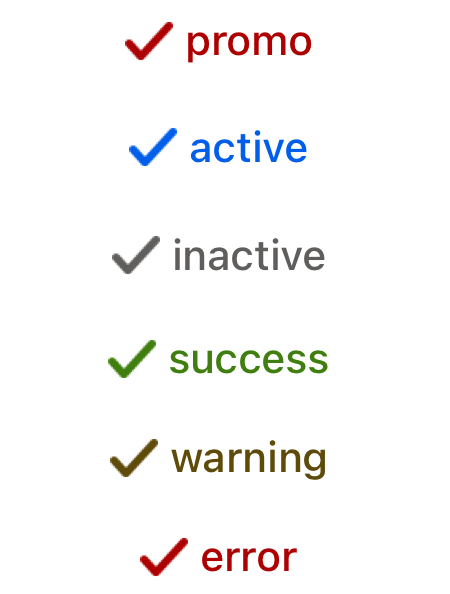 promo
active
inactive
success
warning
error